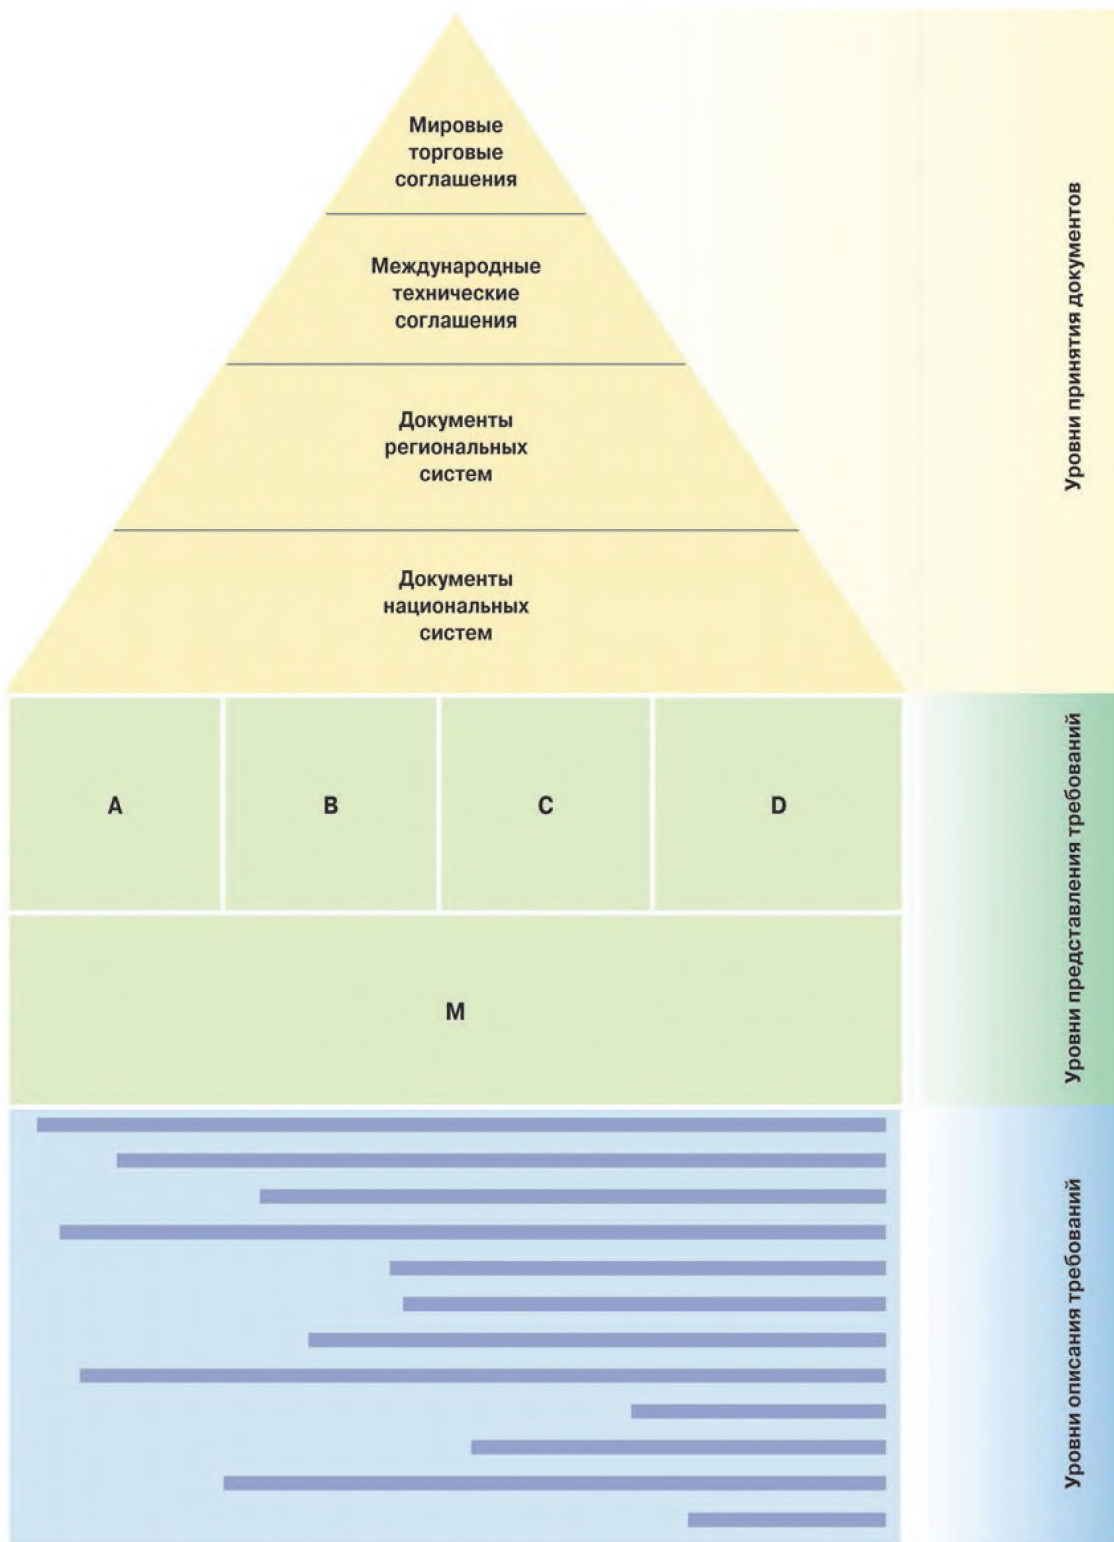 Мировые
торговые
соглашения
Международные
технические
соглашения
Документы
региональных
систем
Документы
национальных
систем
Уровни принятия документов
A
B
C
D
M
Уровни представления требований
Уровни описания требований